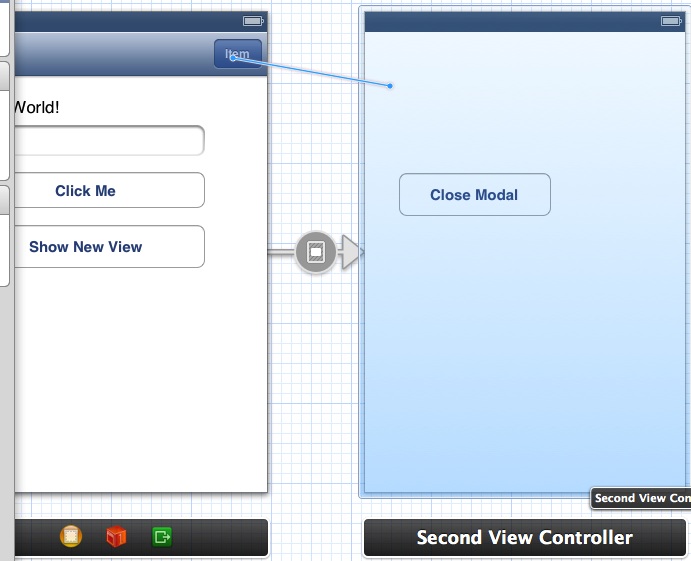 Item
World!
Click Me
Show New View
Close Modal
Second View Con
Second View Controller